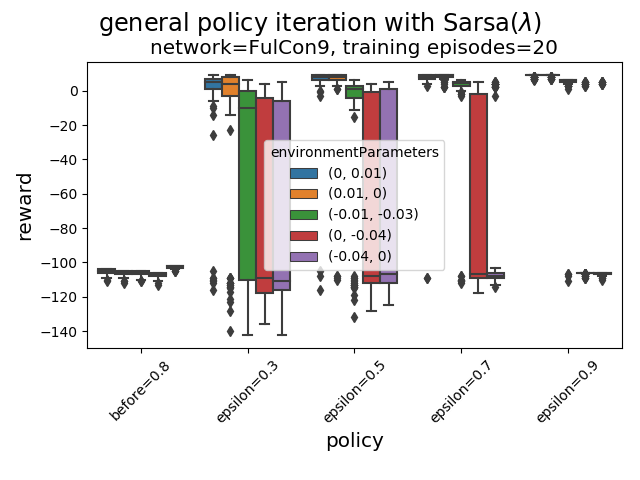 general policy iteration with Sarsa(λ)
network=FulCon9, training episodes=20
reward
0
−20
−40
−60
−80
−100
−120
−140
environmentParameters
(0, 0.01)
(0.01, 0)
(-0.01, -0.03)
(0, -0.04)
(-0.04, 0)
before=0.8
epsilon=0.3
epsilon=0.5
epsilon=0.7
epsilon=0.9
policy